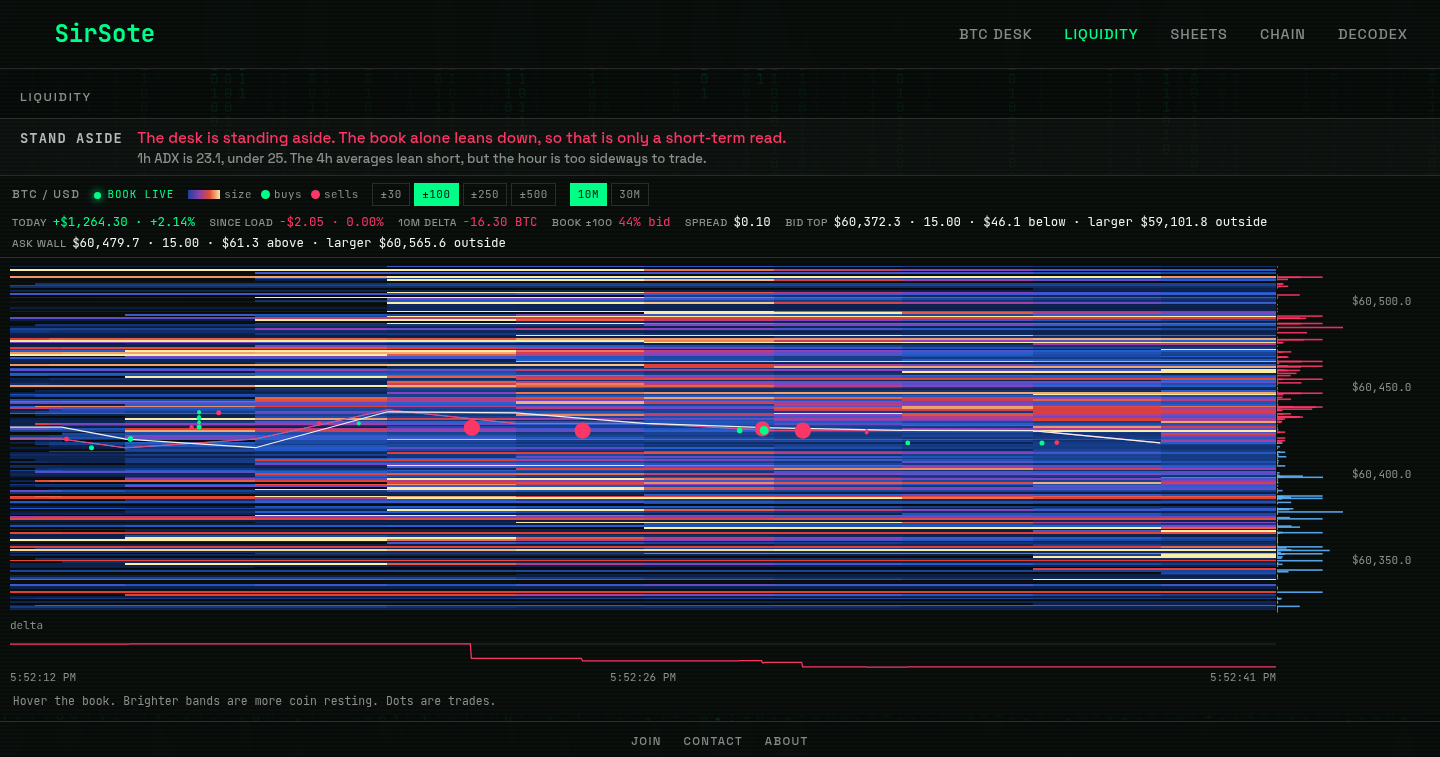 SirSote
BTC DESK LIQUIDITY SHEETS CHAIN DECODEX
LIQUIDITY
STAND ASIDE The desk is standing aside. The book alone leans down, so that is only a short-term read.
1h ADX is 23.1, under 25. The 4h averages lean short, but the hour is too sideways to trade.
BTC / USD BOOK LIVE size buys sells ±30 ±100 ±250 ±500 10M 30M
TODAY +$1,264.30 · +2.14% SINCE LOAD -$2.05 · 0.00% 10M DELTA -16.30 BTC BOOK ±100 44% bid SPREAD $0.10 BID TOP $60,372.3 · 15.00 · $46.1 below · larger $59,101.8 outside
ASK WALL $60,479.7 · 15.00 · $61.3 above · larger $60,565.6 outside
$60,500.0
$60,450.0
$60,400.0
$60,350.0
delta
5:52:12 PM 5:52:26 PM 5:52:41 PM
Hover the book. Brighter bands are more coin resting. Dots are trades.
JOIN CONTACT ABOUT